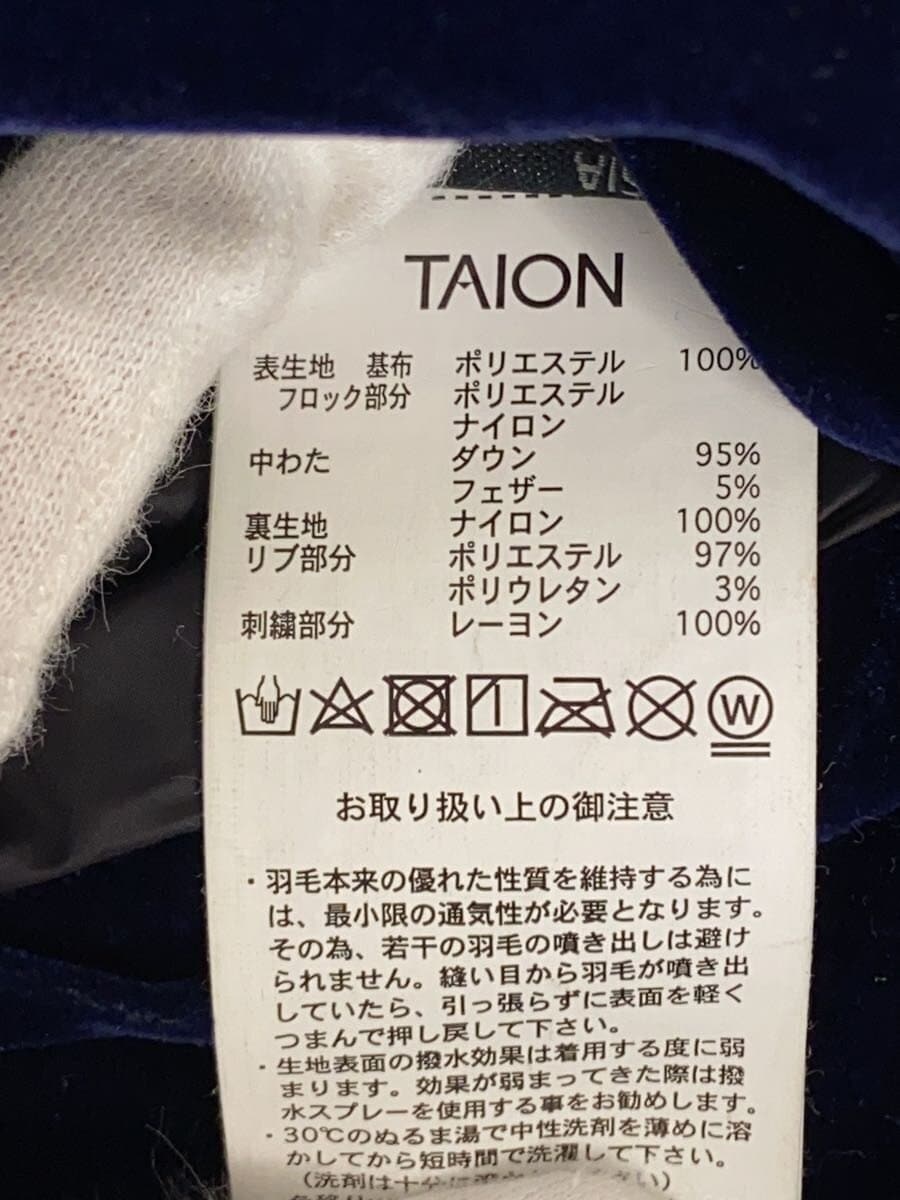 TAION
表生地 基布 ポリエステル 100%
フロック部分 ポリエステル
ナイロン
中わた ダウン 95%
フェザー 5%
裏生地 ナイロン 100%
リブ部分 ポリエステル 97%
ポリウレタン 3%
刺繍部分 レーヨン 100%
W
お取り扱い上の御注意
・羽毛本来の優れた性質を維持する為に
は、最小限の通気性が必要となります。
その為、若干の羽毛の噴き出しは避け
られません。縫い目から羽毛が噴き出
していたら、引っ張らずに表面を軽く
つまんで押し戻して下さい。
・生地表面の撥水効果は着用する度に弱
まります。効果が弱まってきた際は撥
水スプレーを使用する事をお勧めします。
・30℃のぬるま湯で中性洗剤を薄めに溶
かしてから短時間で洗濯して下さい。
(洗剤は十分に